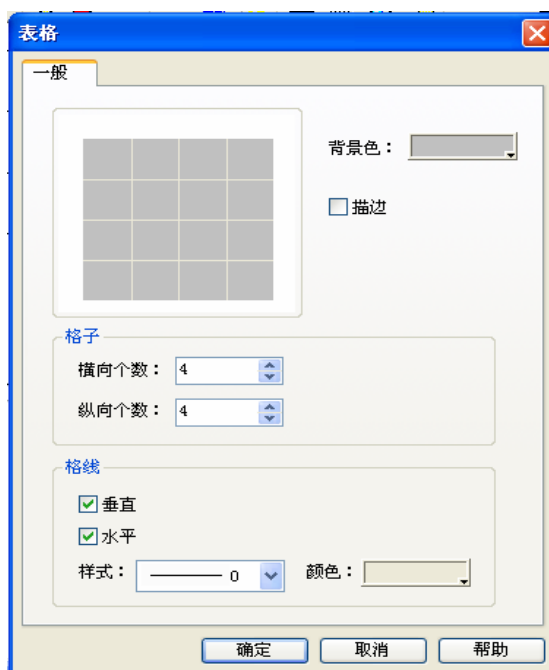 表格
一般
背景色：
描边
格子
横向个数： 4
纵向个数： 4
格线
垂直
水平
样式： 0 颜色：
确定 取消 帮助